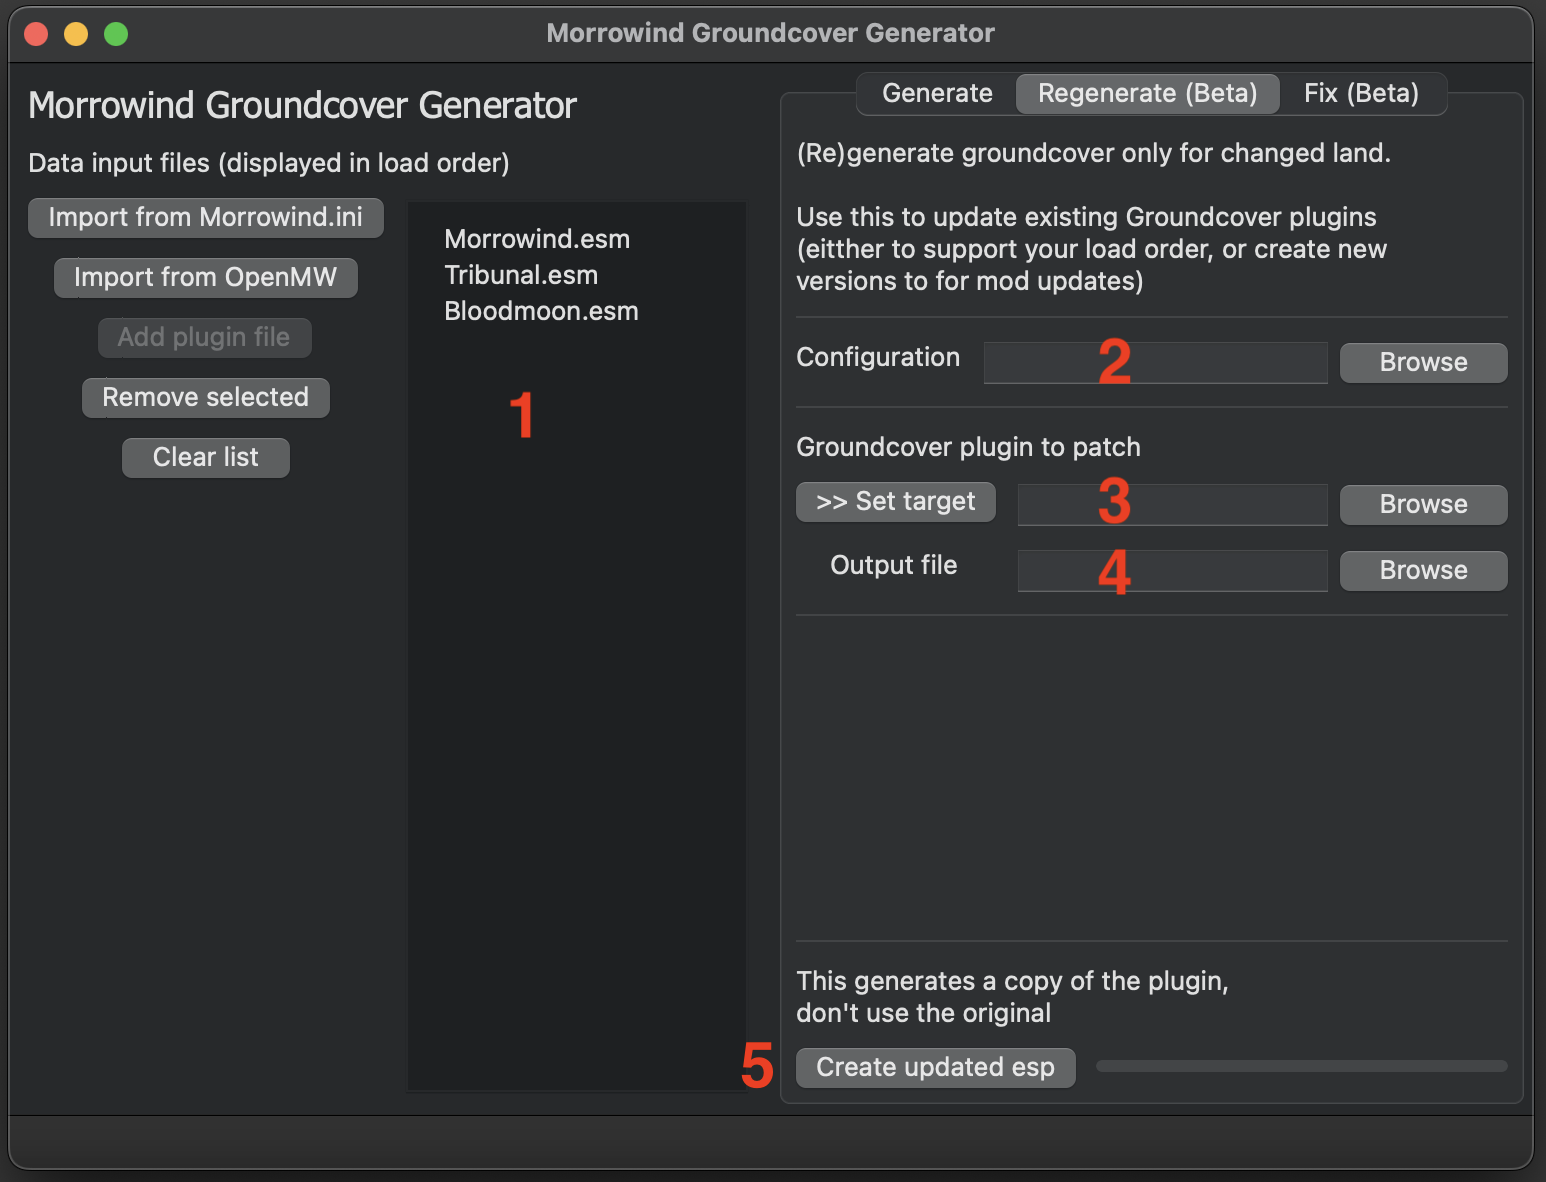 Morrowind Groundcover Generator
Morrowind Groundcover Generator
Data input files (displayed in load order)
Import from Morrowind.ini
Import from OpenMW
Add plugin file
Remove selected
Clear list
Morrowind.esm
Tribunal.esm
Bloodmoon.esm
1
Generate
Regenerate (Beta)
Fix (Beta)
(Re)generate groundcover only for changed land.
Use this to update existing Groundcover plugins
(eitther to support your load order, or create new
versions to for mod updates)
Configuration
2
Browse
Groundcover plugin to patch
>> Set target
3
Browse
Output file
4
Browse
This generates a copy of the plugin,
don't use the original
5
Create updated esp